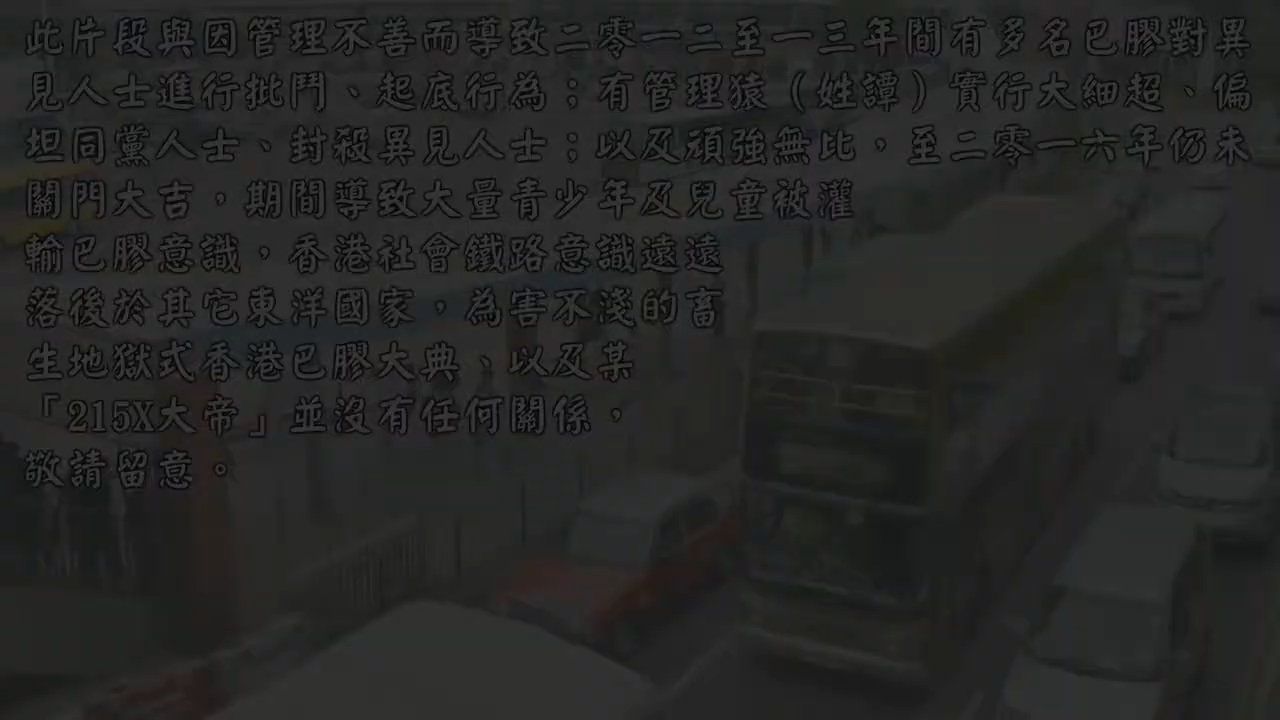 此片段與因管理不善而導致二零一二至一三年間有多名巴膠對異
見人士進行批鬥、起底行為；有管理猿（姓譚）實行大細超、偏
坦同黨人士、封殺異見人士；以及頑強無比，至二零一六年仍未
關門大吉，期間導致大量青少年及兒童被灌
輸巴膠意識，香港社會鐵路意識遠遠
落後於其它東洋國家，為害不淺的畜
生地獄式香港巴膠大典、以及某
「215X大帝」並沒有任何關係，
敬請留意。